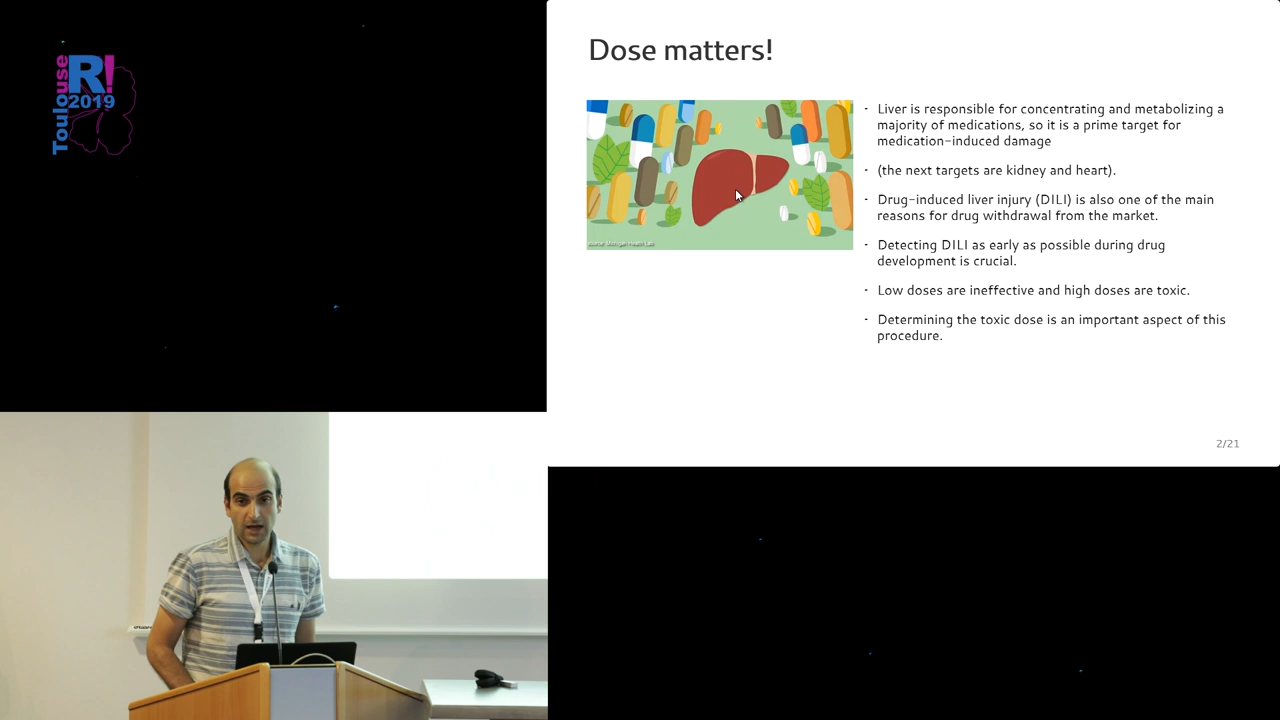 Toulouse
R!
2019
Dose matters!
- Liver is responsible for concentrating and metabolizing a
majority of medications, so it is a prime target for
medication-induced damage
- (the next targets are kidney and heart).
- Drug-induced liver injury (DILI) is also one of the main
reasons for drug withdrawal from the market.
- Detecting DILI as early as possible during drug
development is crucial.
- Low doses are ineffective and high doses are toxic.
- Determining the toxic dose is an important aspect of this
procedure.
2/21